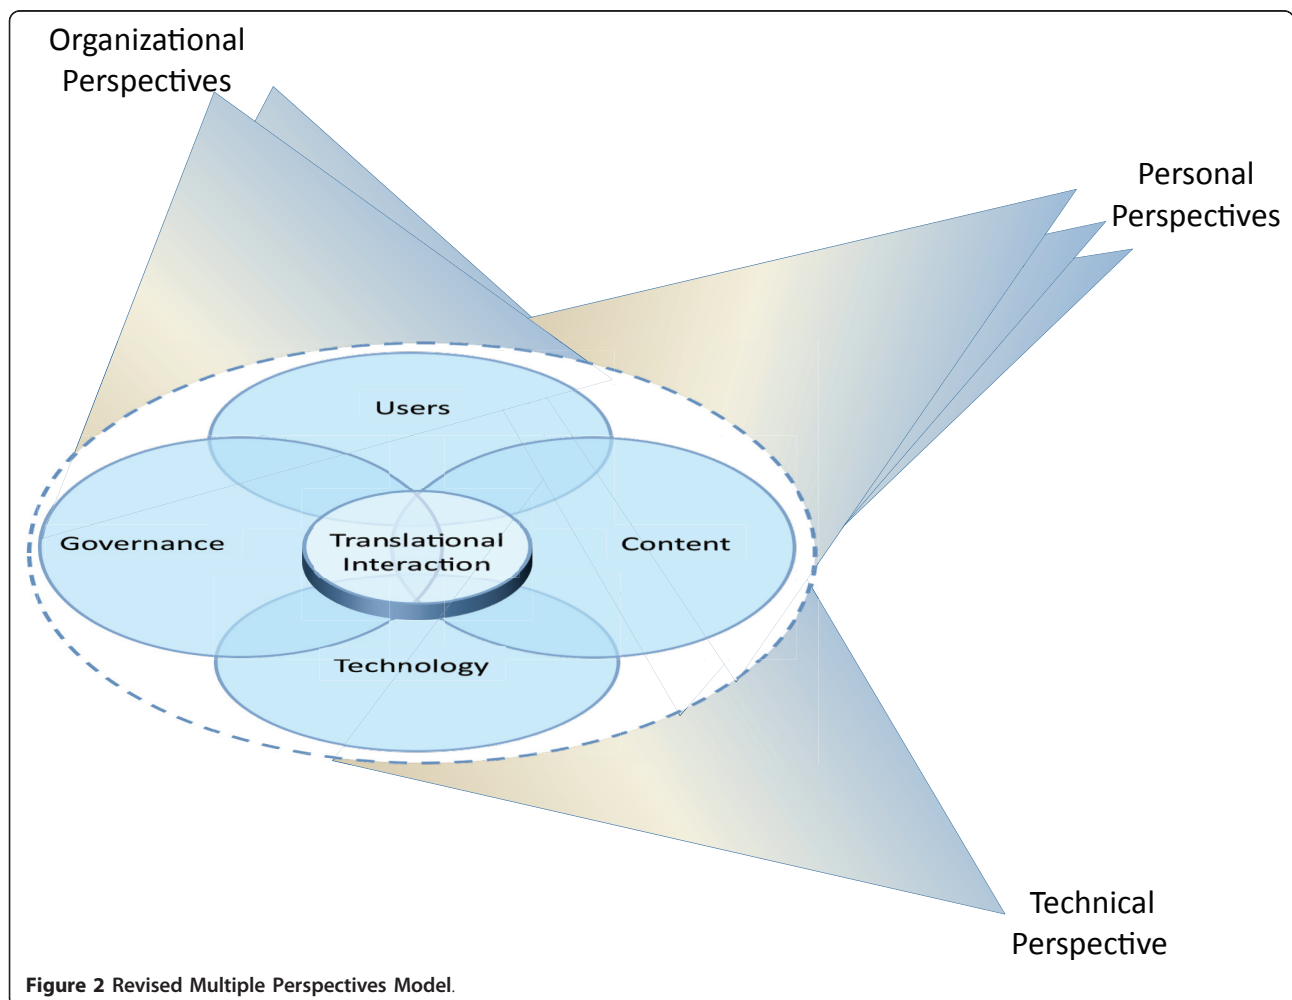 Organizational
Perspectives
Personal
Perspectives
Users
Governance
Translational
Interaction
Content
Technology
Technical
Perspective
Figure 2 Revised Multiple Perspectives Model.